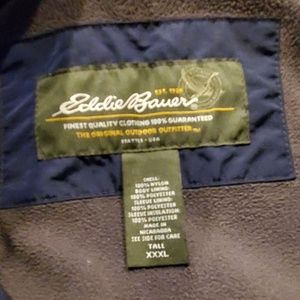 EST. 1920
Eddie Bauer
FINEST QUALITY CLOTHING 100% GUARANTEED
THE ORIGINAL OUTDOOR OUTFITTER
SEATTLE · USA
SHELL:
100% NYLON
BODY LINING:
100% POLYESTER
SLEEVE LINING:
100% POLYESTER
SLEEVE INSULATION:
100% POLYESTER
MADE IN
NICARAGUA
SEE SIDE FOR CARE
TALL
XXXL